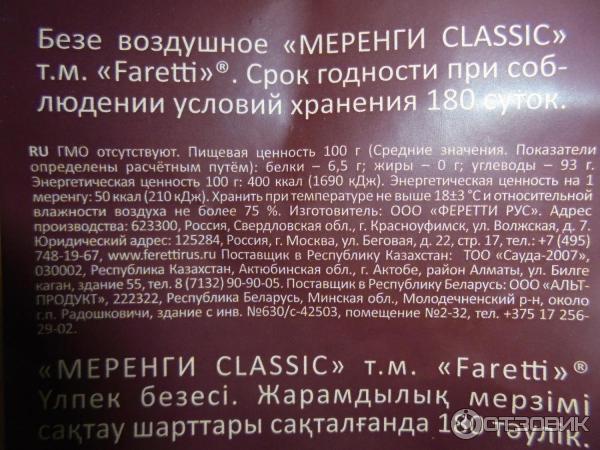 Безе воздушное «МЕРЕНГИ CLASSIC»
т.м. «Faretti»®. Срок годности при соб-
людении условий хранения 180 суток.
RU ГМО отсутствуют. Пищевая ценность 100 г (Средние значения. Показатели
определены расчётным путём): белки – 6,5 г; жиры – 0 г; углеводы – 93 г.
Энергетическая ценность 100 г: 400 ккал (1690 кДж). Энергетическая ценность на 1
меренгу: 50 ккал (210 кДж). Хранить при температуре не выше 18±3 °С и относительной
влажности воздуха не более 75 %. Изготовитель: ООО «ФЕРЕТТИ РУС». Адрес
производства: 623300, Россия, Свердловская обл., г. Красноуфимск, ул. Волжская, д. 7.
Юридический адрес: 125284, Россия, г. Москва, ул. Беговая, д. 22, стр. 17, тел.: +7 (495)
748-19-67, www.ferettirus.ru Поставщик в Республику Казахстан: ТОО «Сауда-2007»,
030002, Республика Казахстан, Актюбинская обл., г. Актобе, район Алматы, ул. Билге
каган, здание 55, тел. 8 (7132) 90-90-05. Поставщик в Республику Беларусь: ООО «АЛЬТ-
ПРОДУКТ», 222322, Республика Беларусь, Минская обл., Молодечненский р-н, около
г.п. Радошковичи, здание с инв. №630/с-42503, помещение №2-32, тел. +375 17 256-
29-02.
«МЕРЕНГИ CLASSIC» т.м. «Faretti»®
Үлпек безесі. Жарамдылық мерзімі
сақтау шарттары сақталғанда 180 тәулік.
ОТЗОВИК